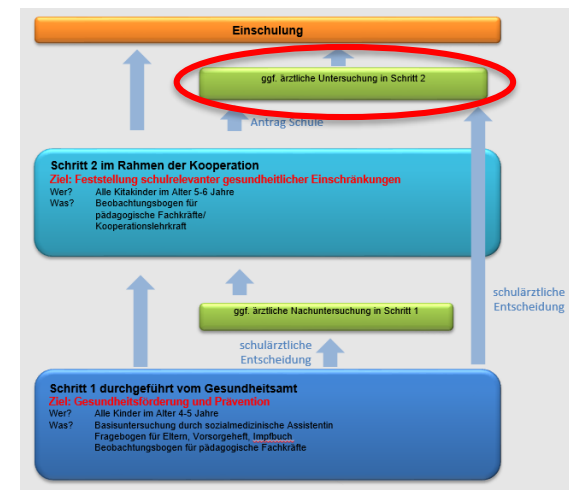 Einschulung
ggf. ärztliche Untersuchung in Schritt 2
Antrag Schule
Schritt 2 im Rahmen der Kooperation
Ziel: Feststellung schulrelevanter gesundheitlicher Einschränkungen
Wer? Alle Kitakinder im Alter 5-6 Jahre
Was? Beobachtungsbogen für
pädagogische Fachkräfte/
Kooperationslehrkraft
schulärztliche
Entscheidung
ggf. ärztliche Nachuntersuchung in Schritt 1
schulärztliche
Entscheidung
Schritt 1 durchgeführt vom Gesundheitsamt
Ziel: Gesundheitsförderung und Prävention
Wer? Alle Kinder im Alter 4-5 Jahre
Was? Basisuntersuchung durch sozialmedizinische Assistentin
Fragebogen für Eltern, Vorsorgeheft, Impfbuch
Beobachtungsbogen für pädagogische Fachkräfte